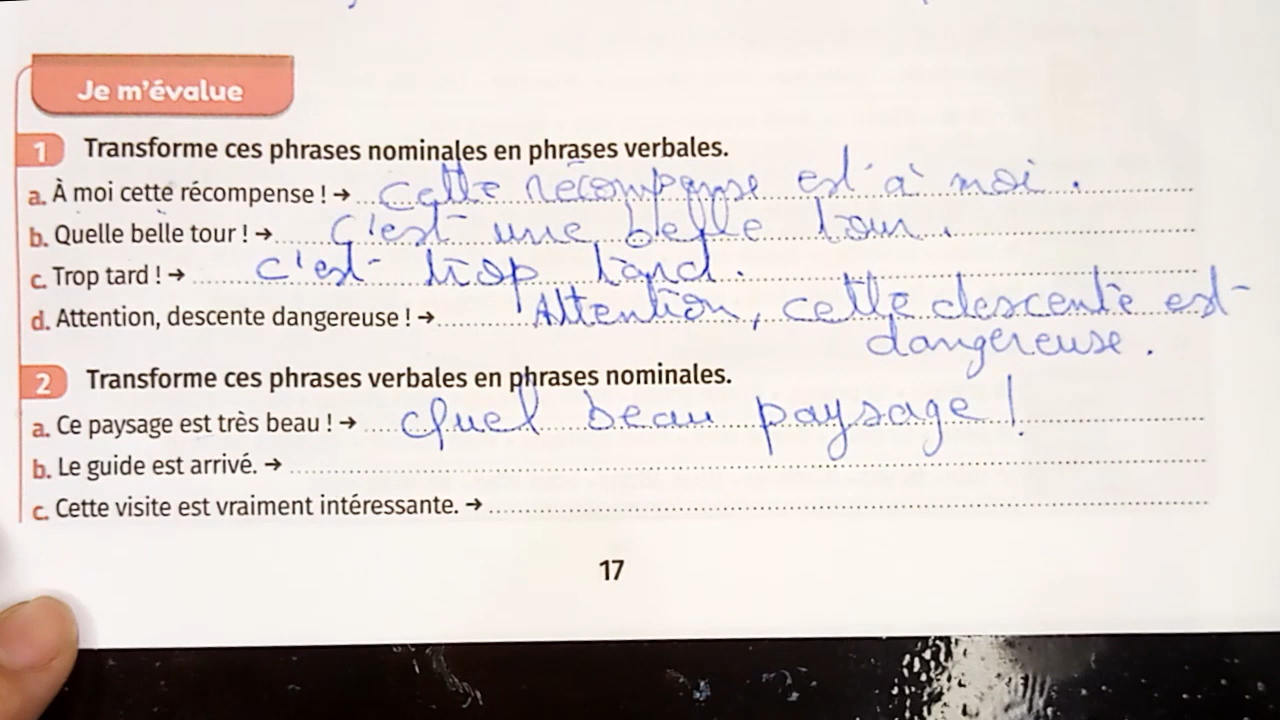 Je m'évalue
1 Transforme ces phrases nominales en phrases verbales.
a. À moi cette récompense ! → cette récompense est à moi.
b. Quelle belle tour ! → C'est une belle tour.
c. Trop tard ! → c'est trop tard.
d. Attention, descente dangereuse ! → Attention, cette descente est
dangereuse.
2 Transforme ces phrases verbales en phrases nominales.
a. Ce paysage est très beau ! → Quel beau paysage !
b. Le guide est arrivé. →
c. Cette visite est vraiment intéressante. →
17